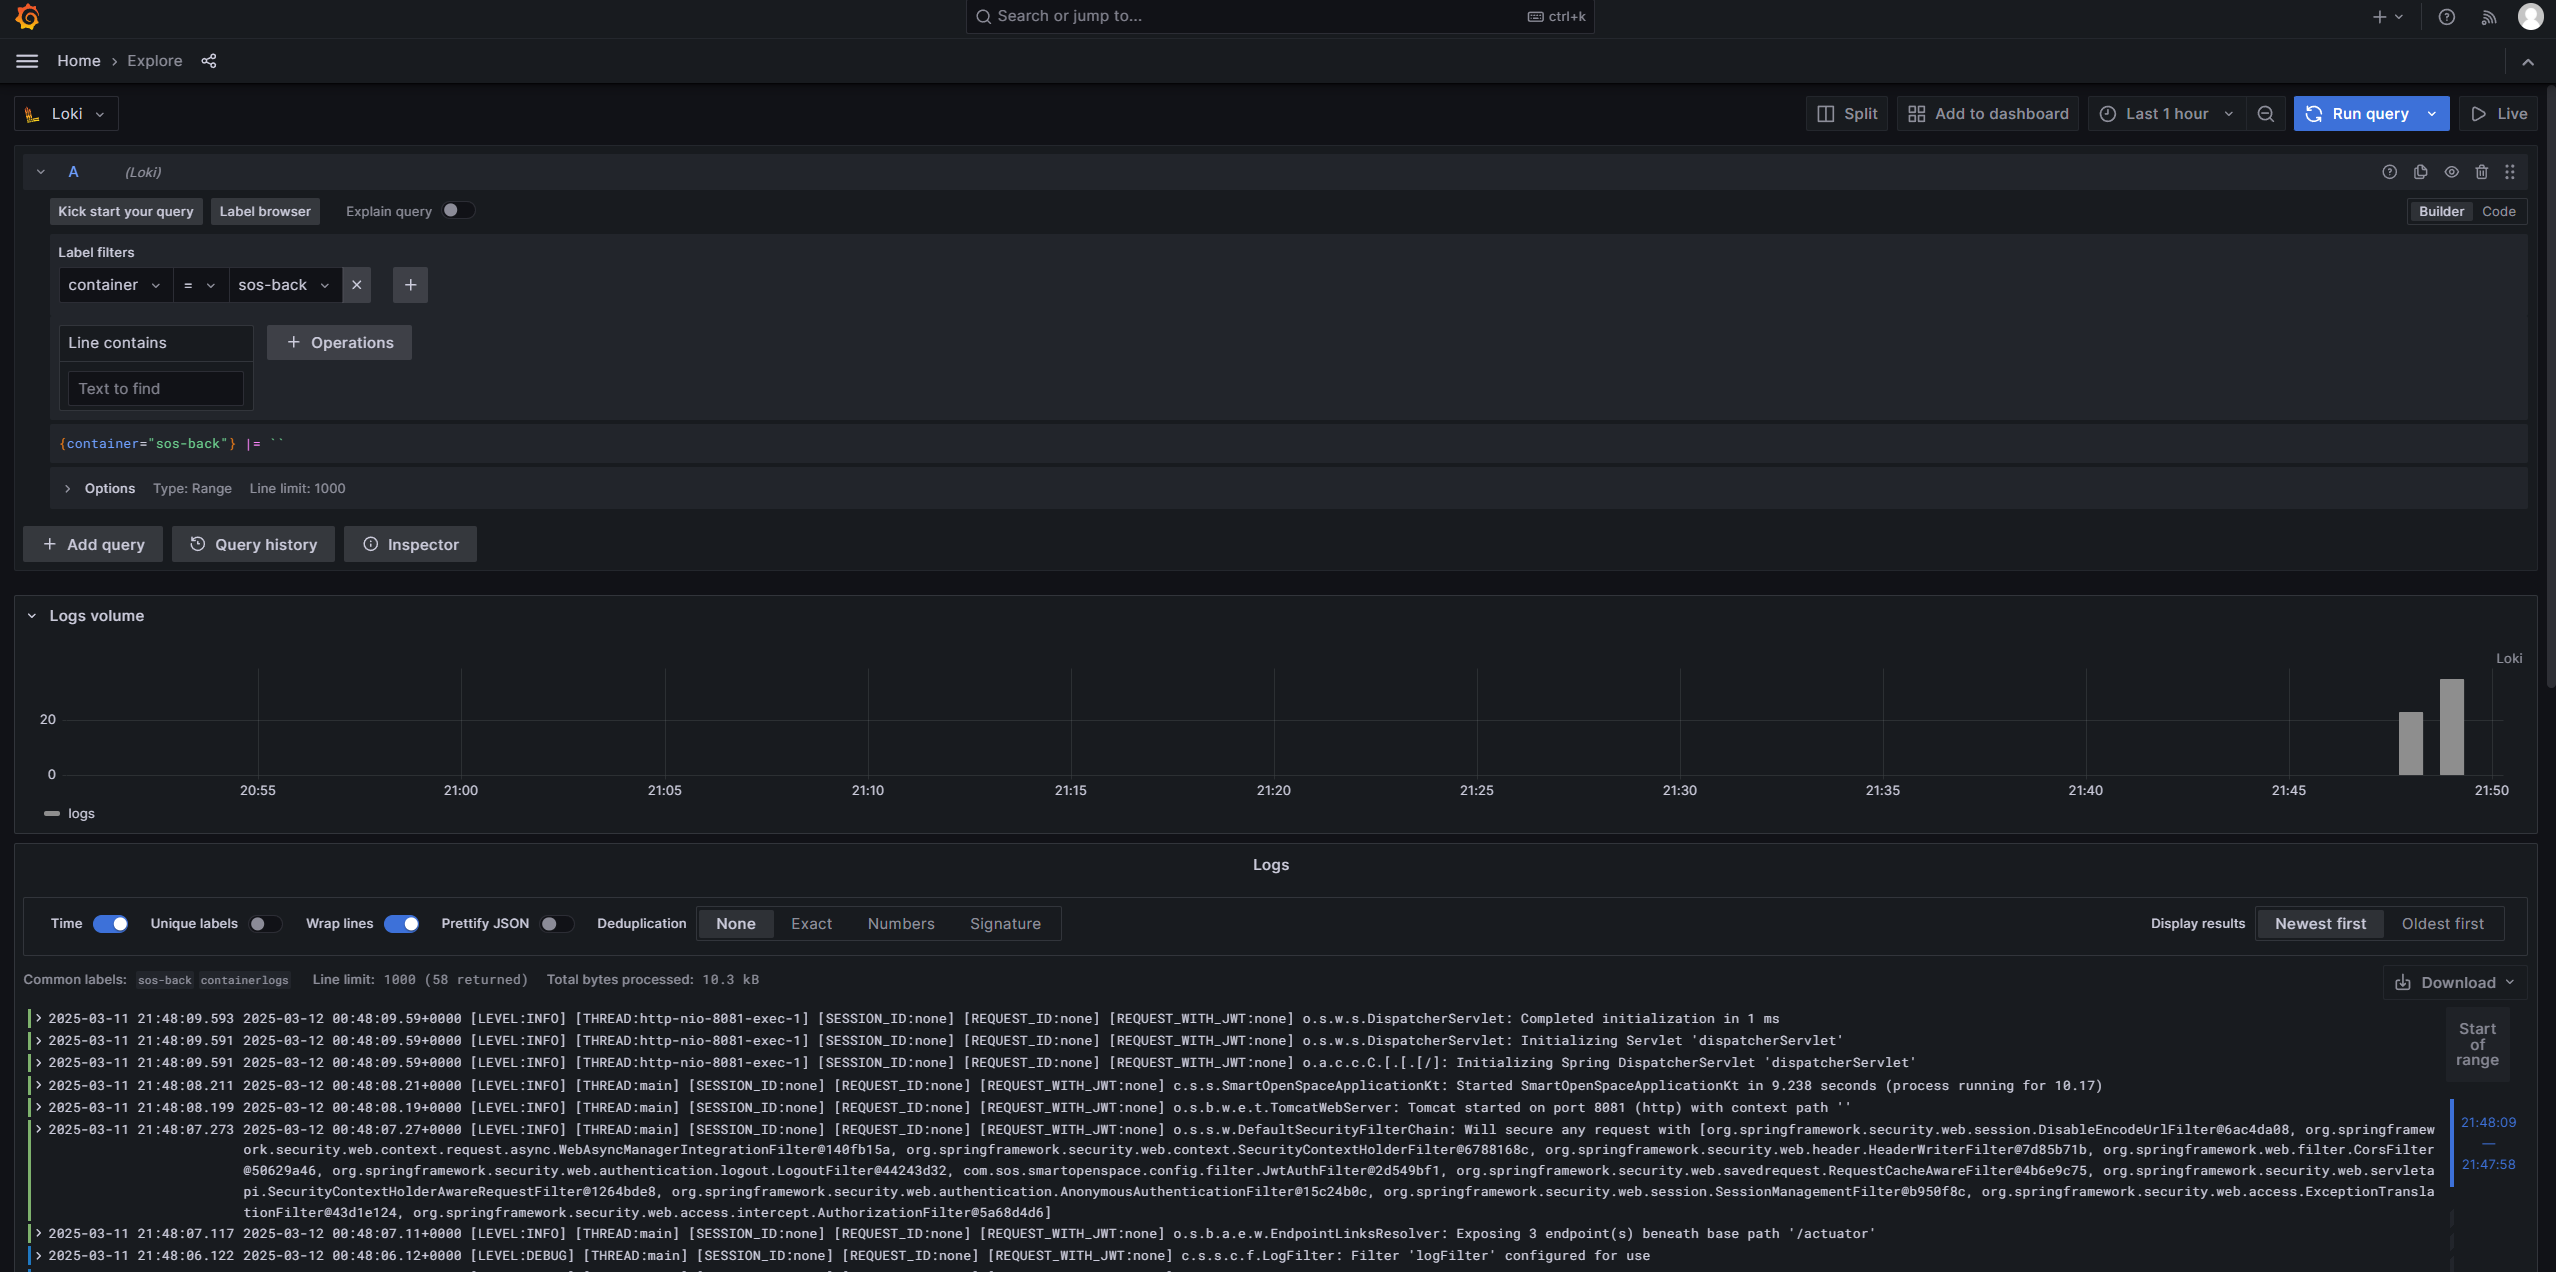 Search or jump to... ctrl+k
Home › Explore
Loki Split Add to dashboard Last 1 hour Run query Live
A (Loki)
Kick start your query Label browser Explain query Builder Code
Label filters
container = sos-back
Line contains + Operations
Text to find
{container="sos-back"} |= ``
Options Type: Range Line limit: 1000
+ Add query Query history Inspector
Logs volume
Loki
20
0
20:55 21:00 21:05 21:10 21:15 21:20 21:25 21:30 21:35 21:40 21:45 21:50
logs
Logs
Time Unique labels Wrap lines Prettify JSON Deduplication None Exact Numbers Signature Display results Newest first Oldest first
Common labels: sos-back containerlogs Line limit: 1000 (58 returned) Total bytes processed: 10.3 kB Download
2025-03-11 21:48:09.593 2025-03-12 00:48:09.59+0000 [LEVEL:INFO] [THREAD:http-nio-8081-exec-1] [SESSION_ID:none] [REQUEST_ID:none] [REQUEST_WITH_JWT:none] o.s.w.s.DispatcherServlet: Completed initialization in 1 ms
2025-03-11 21:48:09.591 2025-03-12 00:48:09.59+0000 [LEVEL:INFO] [THREAD:http-nio-8081-exec-1] [SESSION_ID:none] [REQUEST_ID:none] [REQUEST_WITH_JWT:none] o.s.w.s.DispatcherServlet: Initializing Servlet 'dispatcherServlet'
2025-03-11 21:48:09.591 2025-03-12 00:48:09.59+0000 [LEVEL:INFO] [THREAD:http-nio-8081-exec-1] [SESSION_ID:none] [REQUEST_ID:none] [REQUEST_WITH_JWT:none] o.a.c.c.C.[.[.[/]: Initializing Spring DispatcherServlet 'dispatcherServlet'
2025-03-11 21:48:08.211 2025-03-12 00:48:08.21+0000 [LEVEL:INFO] [THREAD:main] [SESSION_ID:none] [REQUEST_ID:none] [REQUEST_WITH_JWT:none] c.s.s.SmartOpenSpaceApplicationKt: Started SmartOpenSpaceApplicationKt in 9.238 seconds (process running for 10.17)
2025-03-11 21:48:08.199 2025-03-12 00:48:08.19+0000 [LEVEL:INFO] [THREAD:main] [SESSION_ID:none] [REQUEST_ID:none] [REQUEST_WITH_JWT:none] o.s.b.w.e.t.TomcatWebServer: Tomcat started on port 8081 (http) with context path ''
2025-03-11 21:48:07.273 2025-03-12 00:48:07.27+0000 [LEVEL:INFO] [THREAD:main] [SESSION_ID:none] [REQUEST_ID:none] [REQUEST_WITH_JWT:none] o.s.s.w.DefaultSecurityFilterChain: Will secure any request with [org.springframework.security.web.session.DisableEncodeUrlFilter@6ac4da08, org.springframew
ork.security.web.context.request.async.WebAsyncManagerIntegrationFilter@140fb15a, org.springframework.security.web.context.SecurityContextHolderFilter@6788168c, org.springframework.security.web.header.HeaderWriterFilter@7d85b71b, org.springframework.web.filter.CorsFilter
@50629a46, org.springframework.security.web.authentication.logout.LogoutFilter@44243d32, com.sos.smartopenspace.config.filter.JwtAuthFilter@2d549bf1, org.springframework.security.web.savedrequest.RequestCacheAwareFilter@4b6e9c75, org.springframework.security.web.servleta
pi.SecurityContextHolderAwareRequestFilter@1264bde8, org.springframework.security.web.authentication.AnonymousAuthenticationFilter@15c24b0c, org.springframework.security.web.session.SessionManagementFilter@b950f8c, org.springframework.security.web.access.ExceptionTransla
tionFilter@43d1e124, org.springframework.security.web.access.intercept.AuthorizationFilter@5a68d4d6]
2025-03-11 21:48:07.117 2025-03-12 00:48:07.11+0000 [LEVEL:INFO] [THREAD:main] [SESSION_ID:none] [REQUEST_ID:none] [REQUEST_WITH_JWT:none] o.s.b.a.e.w.EndpointLinksResolver: Exposing 3 endpoint(s) beneath base path '/actuator'
2025-03-11 21:48:06.122 2025-03-12 00:48:06.12+0000 [LEVEL:DEBUG] [THREAD:main] [SESSION_ID:none] [REQUEST_ID:none] [REQUEST_WITH_JWT:none] c.s.s.c.f.LogFilter: Filter 'logFilter' configured for use
Start
of
range
21:48:09
—
21:47:58